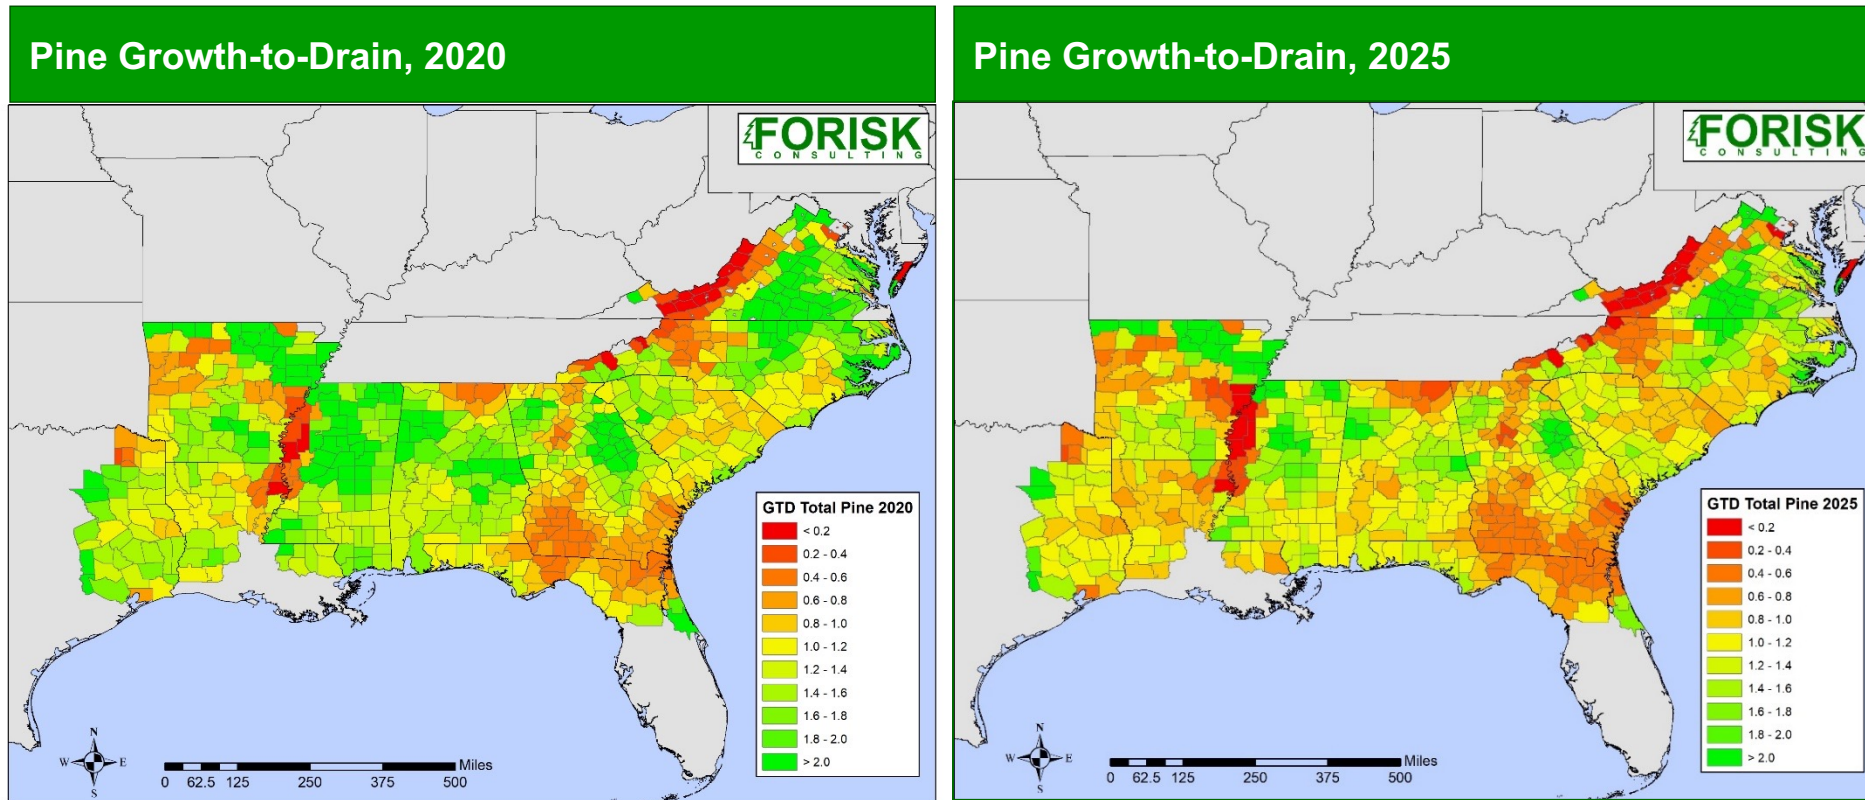 Pine Growth-to-Drain, 2020
FORISK
CONSULTING
GTD Total Pine 2020
< 0.2
0.2 - 0.4
0.4 - 0.6
0.6 - 0.8
0.8 - 1.0
1.0 - 1.2
1.2 - 1.4
1.4 - 1.6
1.6 - 1.8
1.8 - 2.0
> 2.0
N
W E
S
Miles
0 62.5 125 250 375 500
Pine Growth-to-Drain, 2025
FORISK
CONSULTING
GTD Total Pine 2025
< 0.2
0.2 - 0.4
0.4 - 0.6
0.6 - 0.8
0.8 - 1.0
1.0 - 1.2
1.2 - 1.4
1.4 - 1.6
1.6 - 1.8
1.8 - 2.0
> 2.0
N
W E
S
Miles
0 62.5 125 250 375 500